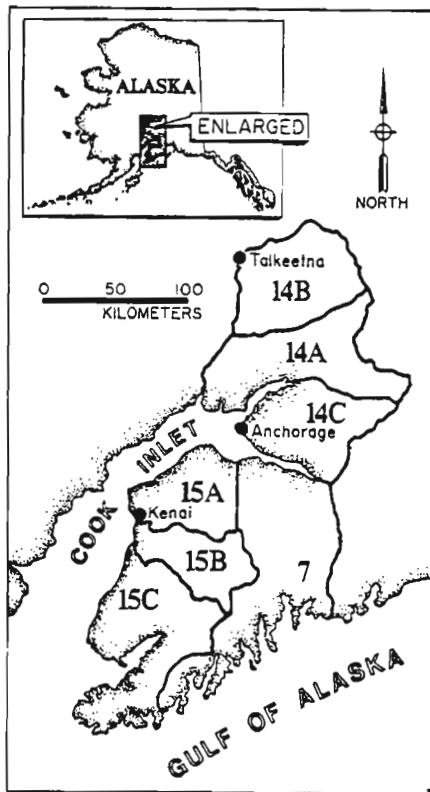 ALASKA
ENLARGED
NORTH
Talkeetna
14B
0 50 100
KILOMETERS
14A
14C
Anchorage
COOK INLET
15A
Kenai
15B
7
15C
GULF OF ALASKA